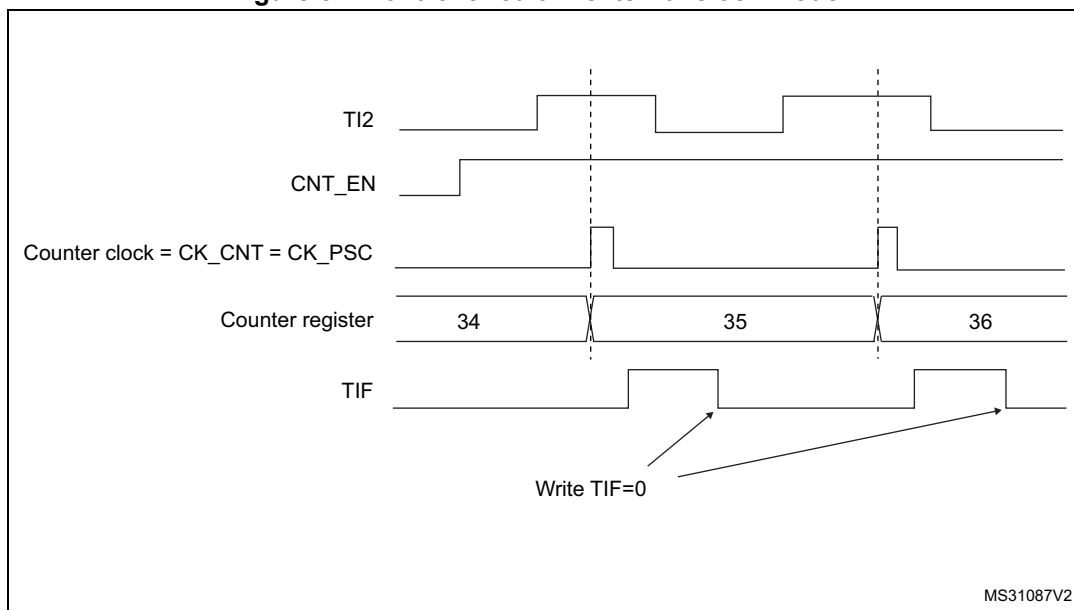 TI2
CNT_EN
Counter clock = CK_CNT = CK_PSC
Counter register
34
35
36
TIF
Write TIF=0
MS31087V2